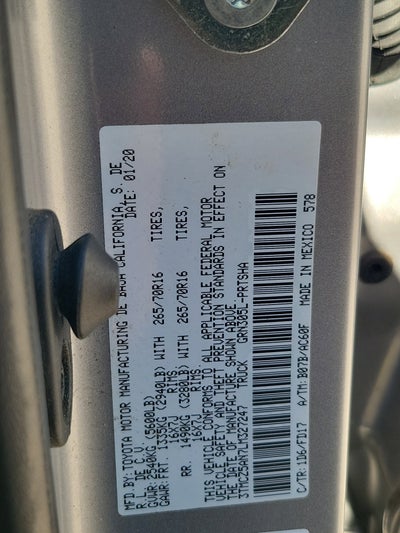 MFD.BY: TOYOTA MOTOR MANUFACTURING DE BAJA CALIFORNIA, S. DE
R. DE C.V. DATE: 01/20
GVWR: 2540KG (5600LB)
GAWR: FRT. 1335KG (2940LB) WITH 265/70R16 TIRES,
16X7J RIMS,
RR. 1490KG (3280LB) WITH 265/70R16 TIRES,
16X7J RIMS
THIS VEHICLE CONFORMS TO ALL APPLICABLE FEDERAL MOTOR
VEHICLE SAFETY AND THEFT PREVENTION STANDARDS IN EFFECT ON
THE DATE OF MANUFACTURE SHOWN ABOVE.
3TMCZ5AN7LM327247 TRUCK GRN305L-PRTSHA
C/TR: 1D6/FD17 A/TM: B07B/AC60F MADE IN MEXICO 578